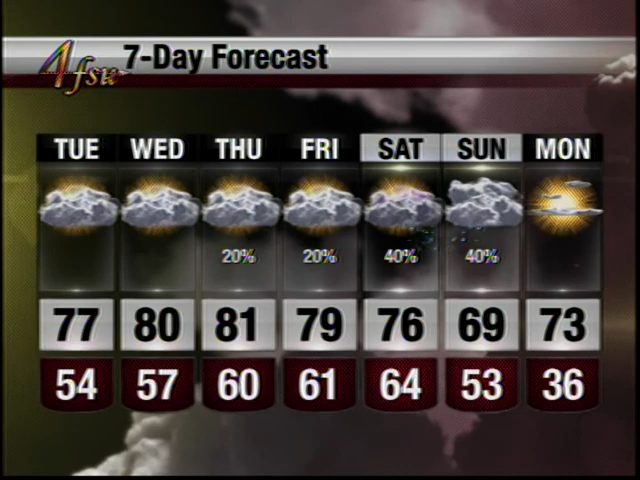 4fsu 7-Day Forecast
TUE WED THU FRI SAT SUN MON
20% 20% 40% 40%
77 80 81 79 76 69 73
54 57 60 61 64 53 36